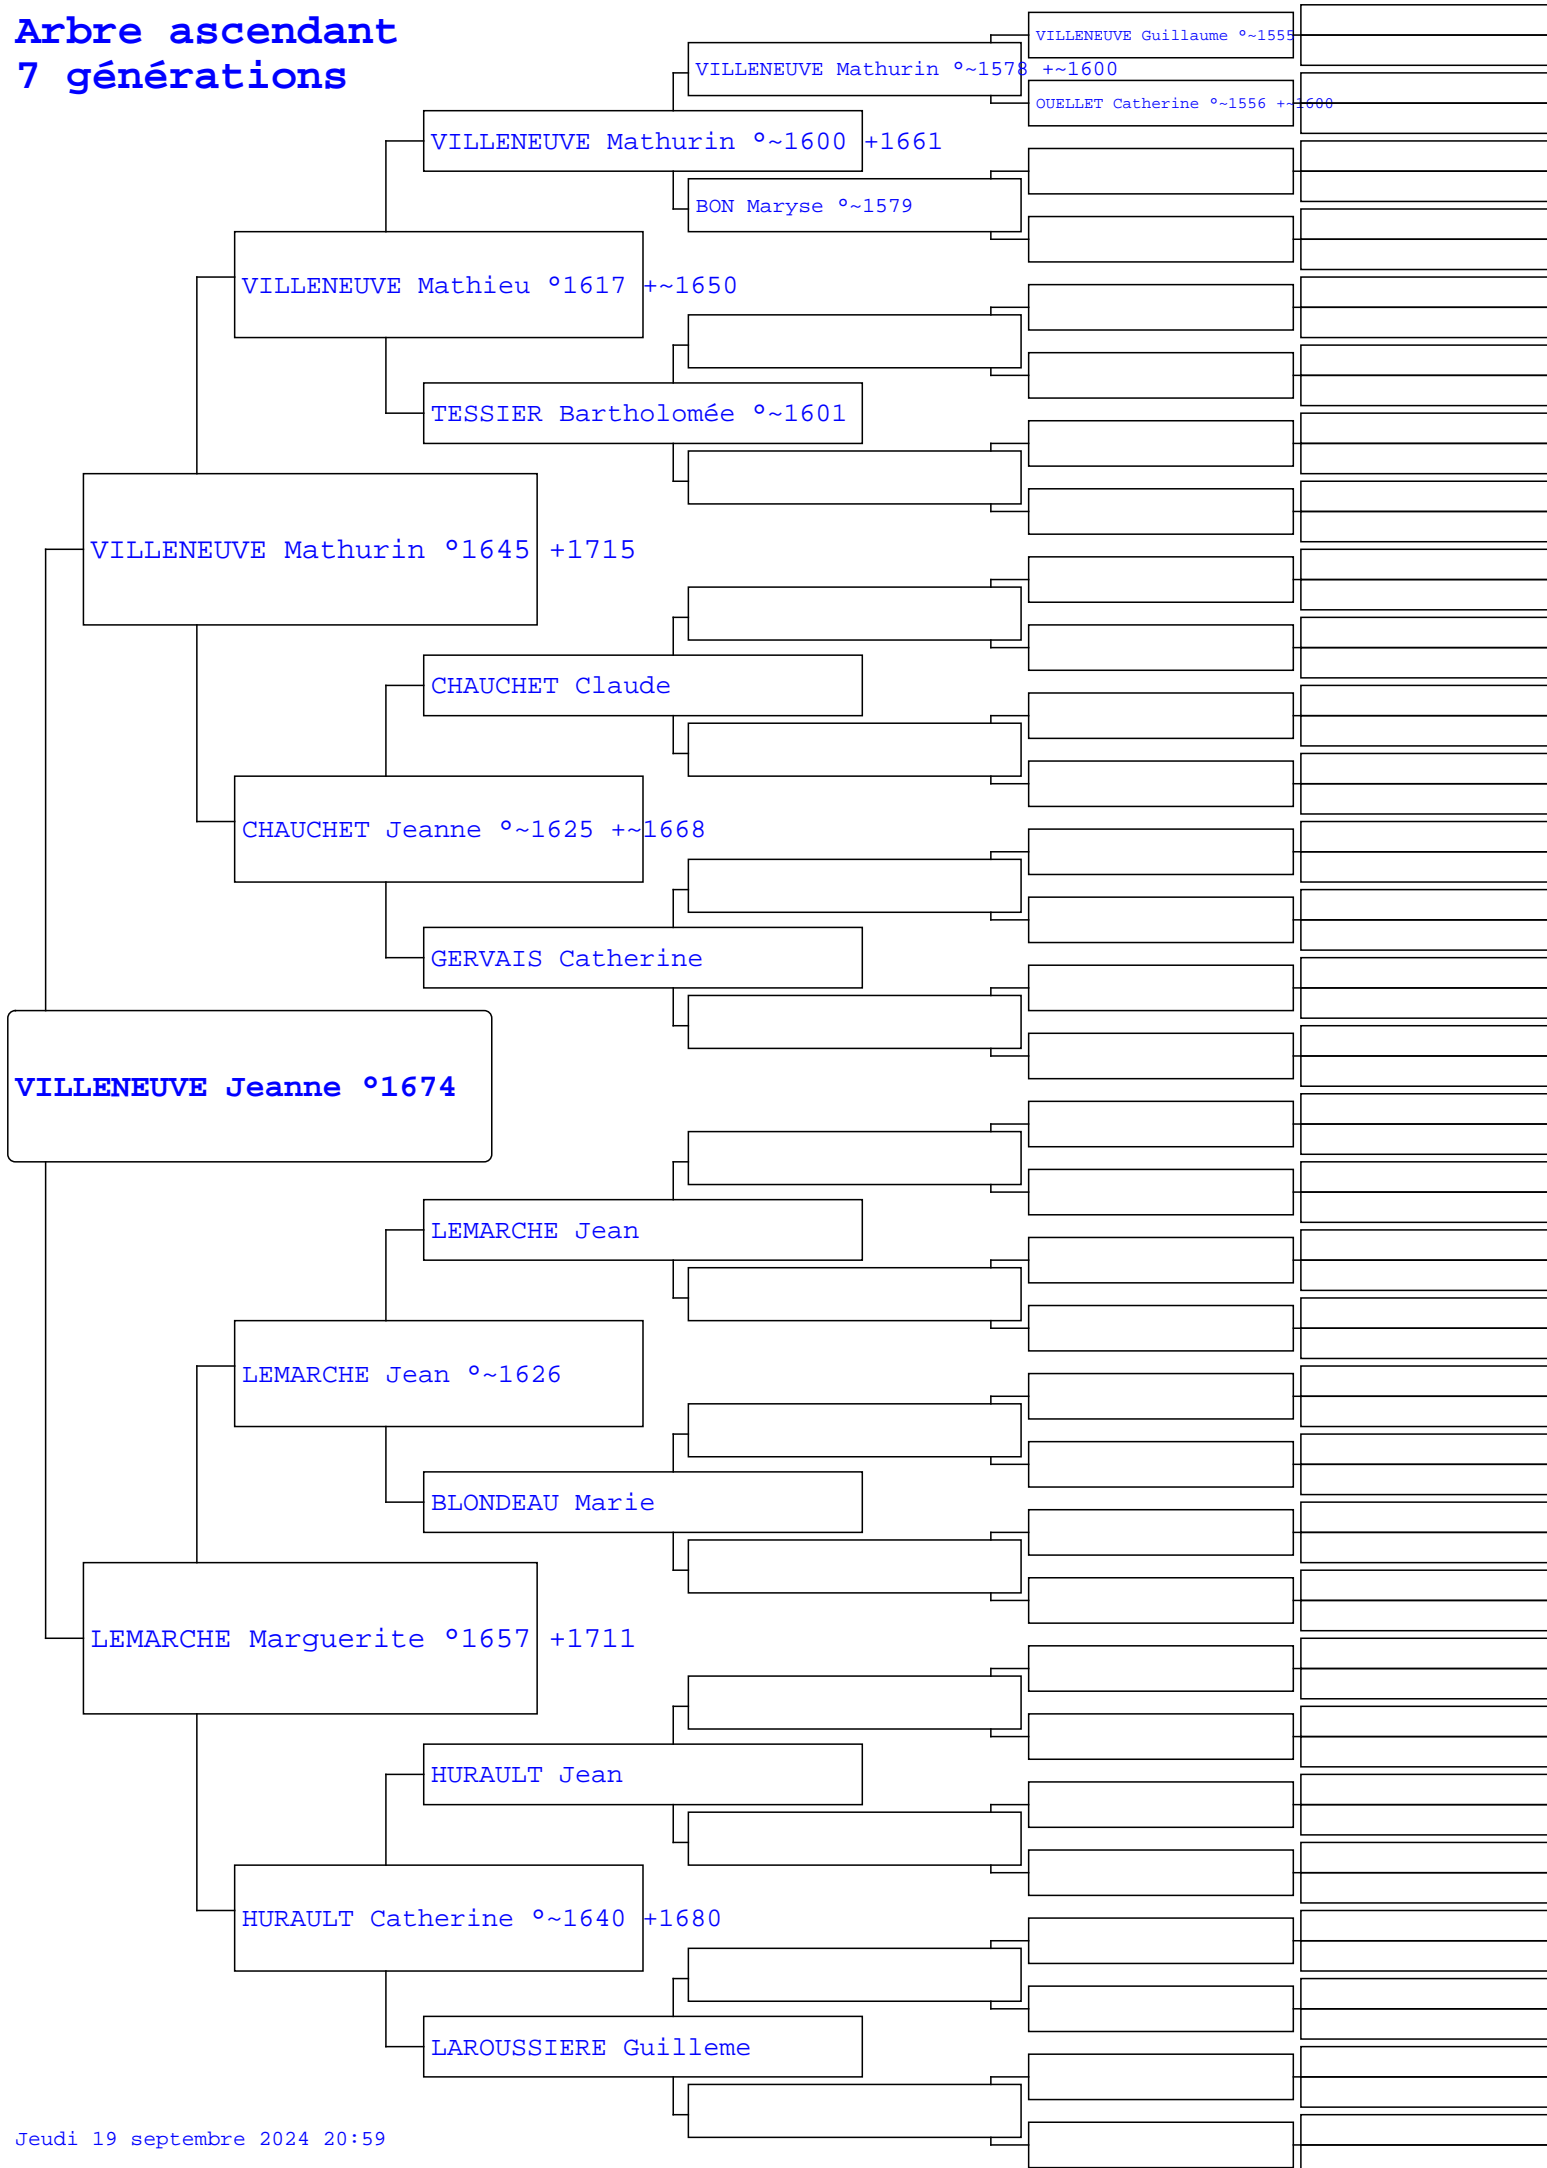 Arbre ascendant
7 générations
VILLENEUVE Guillaume °~1555
VILLENEUVE Mathurin °~1578 +~1600
OUELLET Catherine °~1556 +~1600
VILLENEUVE Mathurin °~1600 +1661
BON Maryse °~1579
VILLENEUVE Mathieu °1617 +~1650
TESSIER Bartholomée °~1601
VILLENEUVE Mathurin °1645 +1715
CHAUCHET Claude
CHAUCHET Jeanne °~1625 +~1668
GERVAIS Catherine
VILLENEUVE Jeanne °1674
LEMARCHE Jean
LEMARCHE Jean °~1626
BLONDEAU Marie
LEMARCHE Marguerite °1657 +1711
HURAULT Jean
HURAULT Catherine °~1640 +1680
LAROUSSIERE Guilleme
Jeudi 19 septembre 2024 20:59